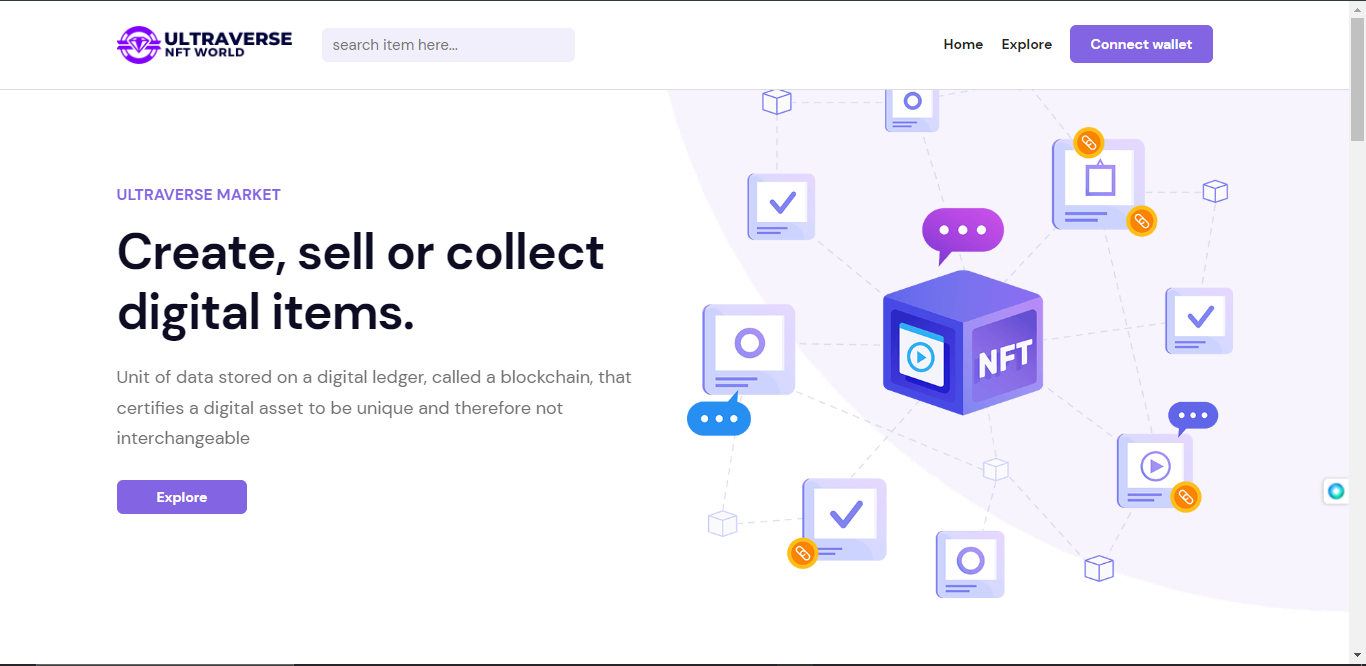 ULTRAVERSE
NFT WORLD
search item here...
Home
Explore
Connect wallet
ULTRAVERSE MARKET
Create, sell or collect
digital items.
Unit of data stored on a digital ledger, called a blockchain, that
certifies a digital asset to be unique and therefore not
interchangeable
Explore
NFT